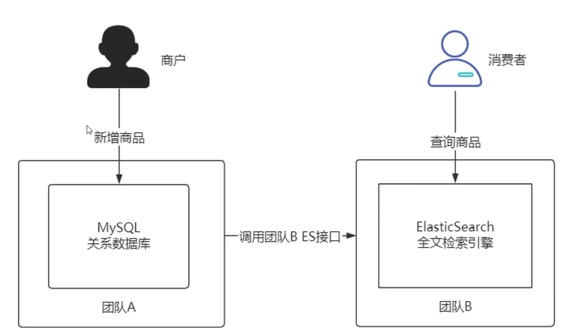 商户
消费者
新增商品
查询商品
MySQL
关系数据库
调用团队B ES接口
ElasticSearch
全文检索引擎
团队A
团队B